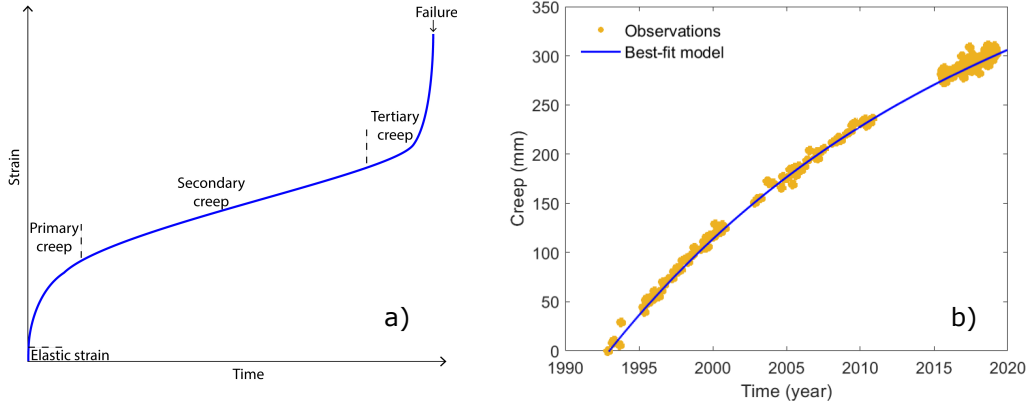 Failure
Tertiary
creep
Secondary
creep
Primary
creep
Elastic strain
Strain
Time
a)
Observations
Best-fit model
350
300
250
200
150
100
50
0
Creep (mm)
1990 1995 2000 2005 2010 2015 2020
Time (year)
b)